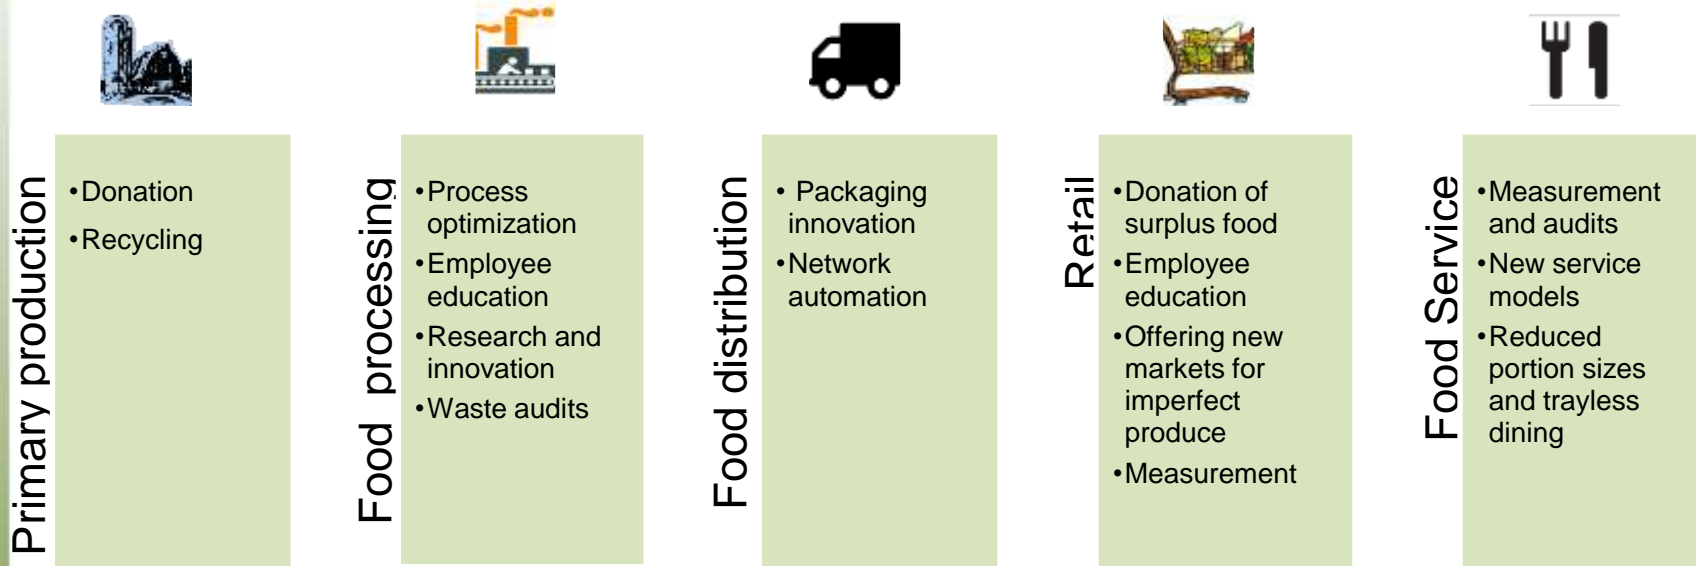 Primary production
•Donation
•Recycling
Food processing
•Process
optimization
•Employee
education
•Research and
innovation
•Waste audits
Food distribution
• Packaging
innovation
•Network
automation
Retail
•Donation of
surplus food
•Employee
education
•Offering new
markets for
imperfect
produce
•Measurement
Food Service
•Measurement
and audits
•New service
models
•Reduced
portion sizes
and trayless
dining